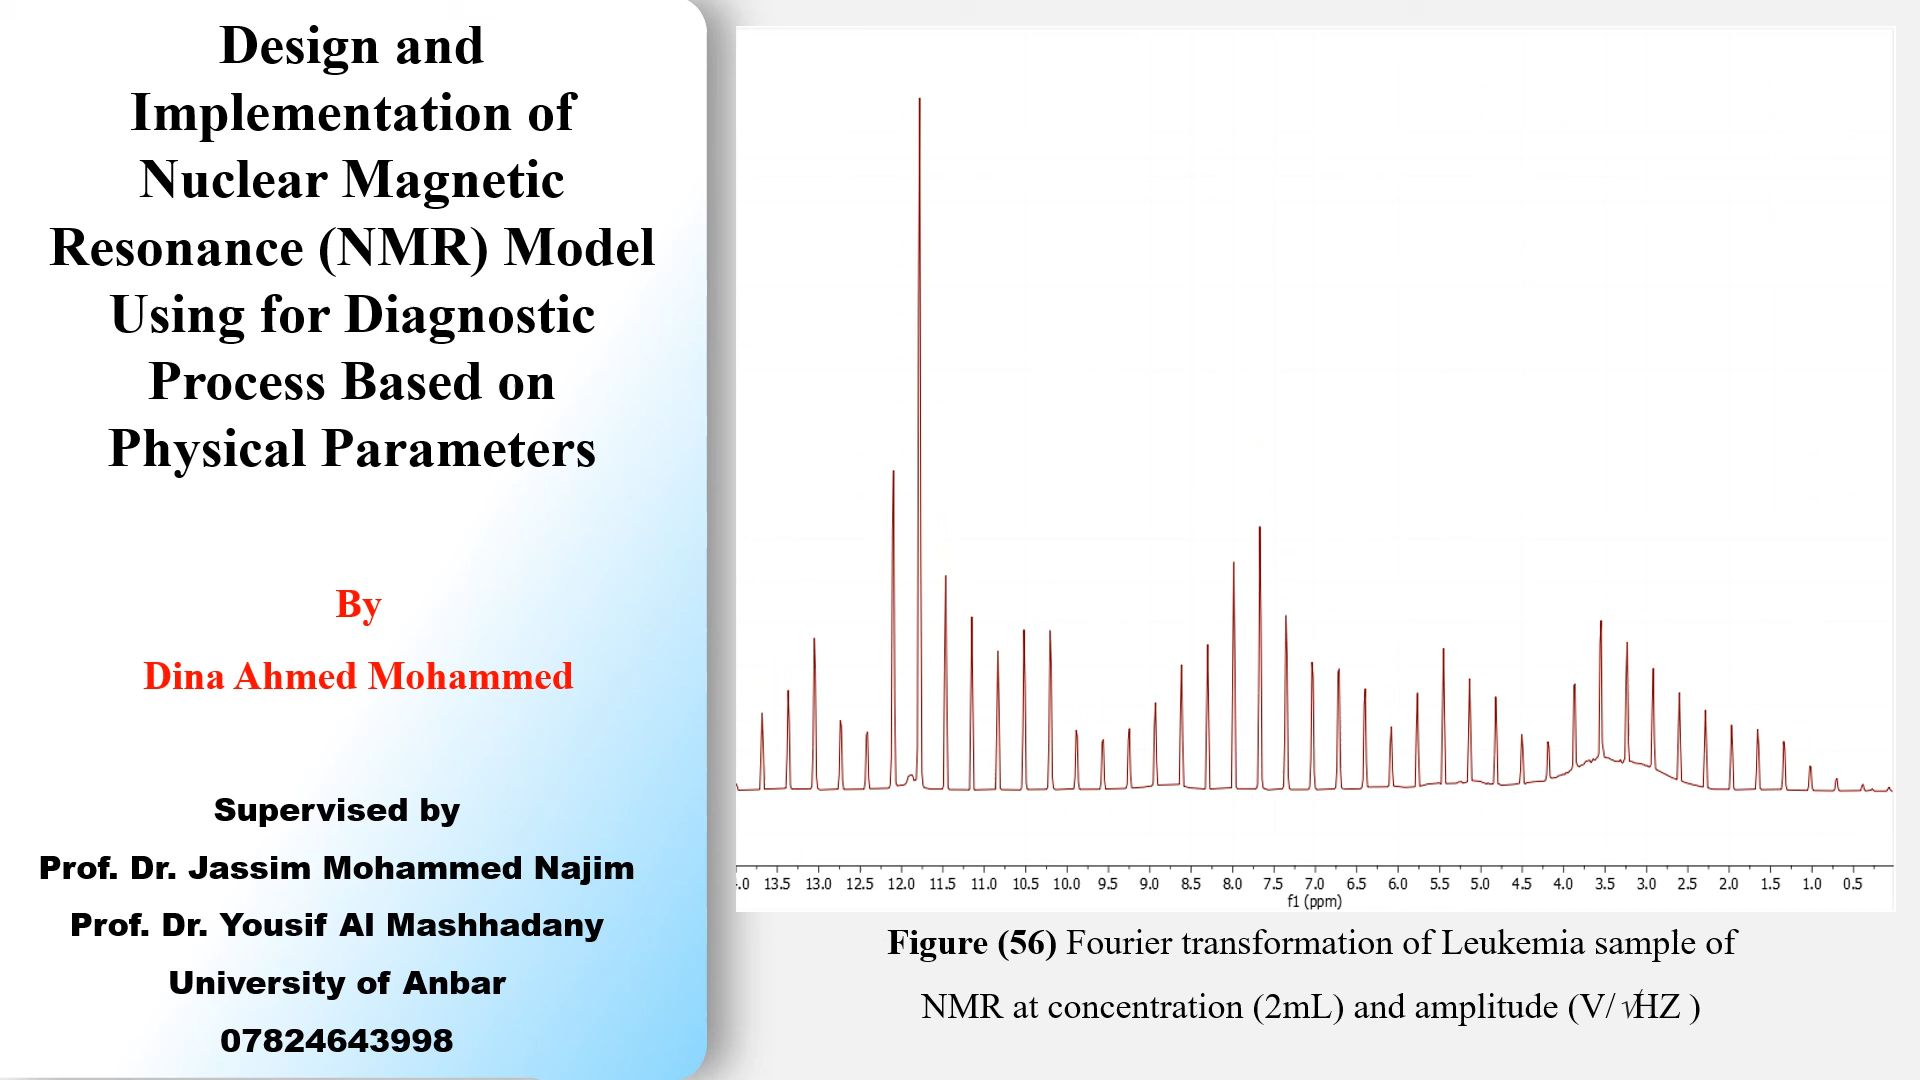 Design and
Implementation of
Nuclear Magnetic
Resonance (NMR) Model
Using for Diagnostic
Process Based on
Physical Parameters
By
Dina Ahmed Mohammed
Supervised by
Prof. Dr. Jassim Mohammed Najim
Prof. Dr. Yousif Al Mashhadany
University of Anbar
07824643998
.0 13.5 13.0 12.5 12.0 11.5 11.0 10.5 10.0 9.5 9.0 8.5 8.0 7.5 7.0 6.5 6.0 5.5 5.0 4.5 4.0 3.5 3.0 2.5 2.0 1.5 1.0 0.5
f1 (ppm)
Figure (56) Fourier transformation of Leukemia sample of
NMR at concentration (2mL) and amplitude (V/ √HZ )